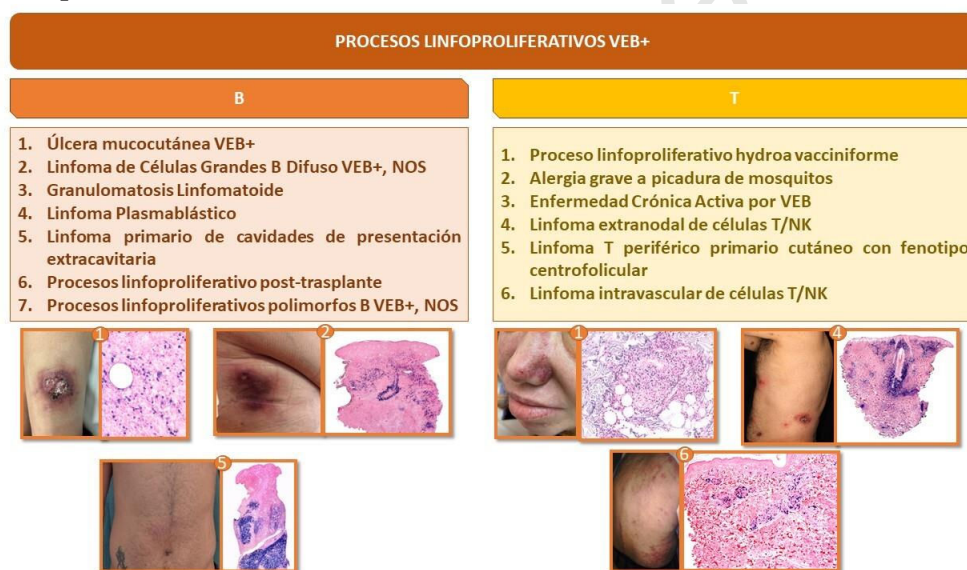 PROCESOS LINFOPROLIFERATIVOS VEB+
B
1. Úlcera mucocutánea VEB+
2. Linfoma de Células Grandes B Difuso VEB+, NOS
3. Granulomatosis Linfomatoide
4. Linfoma Plasmablástico
5. Linfoma primario de cavidades de presentación
extracavitaria
6. Procesos linfoproliferativo post-trasplante
7. Procesos linfoproliferativos polimorfos B VEB+, NOS
1
2
5
T
1. Proceso linfoproliferativo hydroa vacciniforme
2. Alergia grave a picadura de mosquitos
3. Enfermedad Crónica Activa por VEB
4. Linfoma extranodal de células T/NK
5. Linfoma T periférico primario cutáneo con fenotipo
centrofolicular
6. Linfoma intravascular de células T/NK
1
4
6